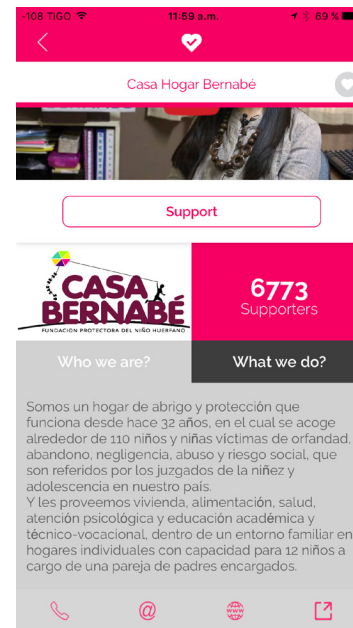 -108 TIGO 11:59 a.m. 69 %
Casa Hogar Bernabé
Support
CASA
BERNABÉ
FUNDACION PROTECTORA DEL NIÑO HUERFANO
6773
Supporters
Who we are?
What we do?
Somos un hogar de abrigo y protección que
funciona desde hace 32 años, en el cual se acoge
alrededor de 110 niños y niñas víctimas de orfandad,
abandono, negligencia, abuso y riesgo social, que
son referidos por los juzgados de la niñez y
adolescencia en nuestro país.
Y les proveemos vivienda, alimentación, salud,
atención psicológica y educación académica y
técnico-vocacional, dentro de un entorno familiar en
hogares individuales con capacidad para 12 niños a
cargo de una pareja de padres encargados.
@ www